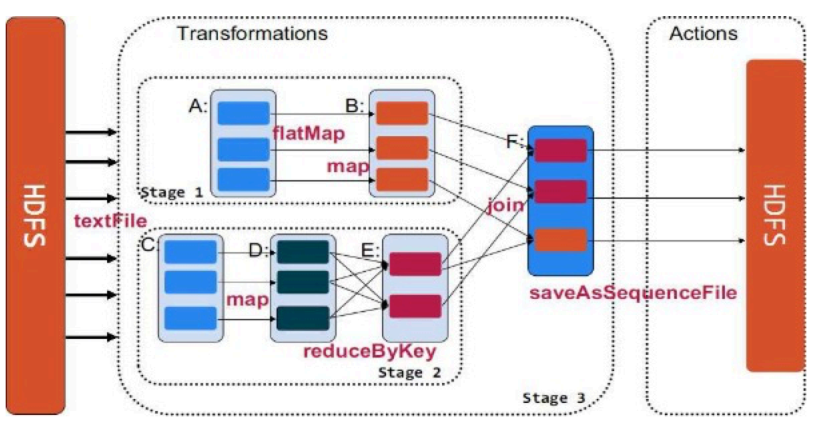 Transformations
Actions
HDFS
textFile
A:
flatMap
B:
map
Stage 1
C:
map
D:
E:
reduceByKey
Stage 2
F:
join
saveAsSequenceFile
Stage 3
HDFS